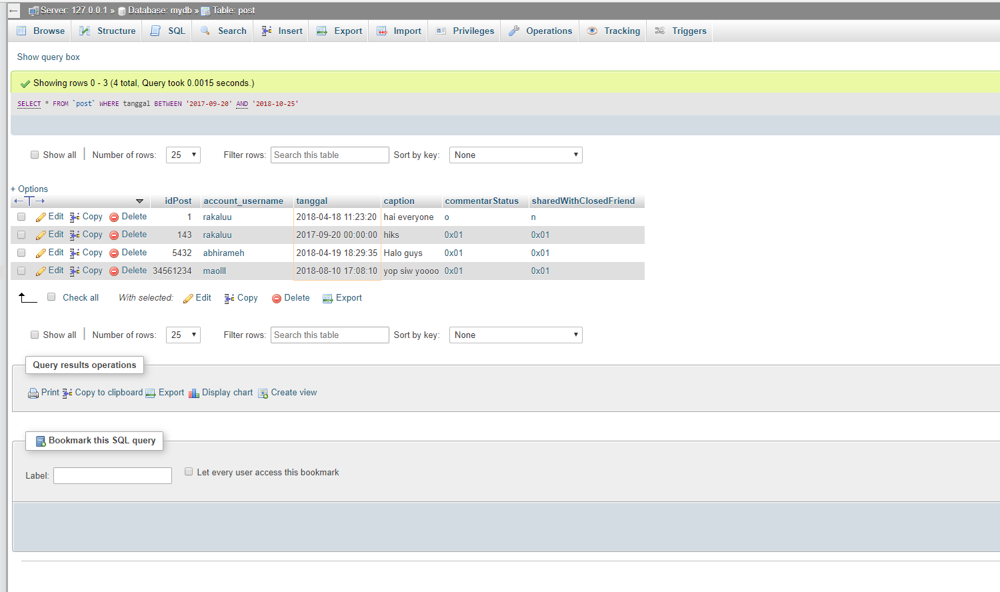 Server: 127.0.0.1 » Database: mydb » Table: post
Browse Structure SQL Search Insert Export Import Privileges Operations Tracking Triggers
Show query box
Showing rows 0 - 3 (4 total, Query took 0.0015 seconds.)
SELECT * FROM `post` WHERE tanggal BETWEEN '2017-09-20' AND '2018-10-25'
Show all Number of rows: 25 Filter rows: Search this table Sort by key: None
+ Options
←T→ idPost account_username tanggal caption commentarStatus sharedWithClosedFriend
Edit Copy Delete 1 rakaluu 2018-04-18 11:23:20 hai everyone o n
Edit Copy Delete 143 rakaluu 2017-09-20 00:00:00 hiks 0x01 0x01
Edit Copy Delete 5432 abhirameh 2018-04-19 18:29:35 Halo guys 0x01 0x01
Edit Copy Delete 34561234 maolll 2018-08-10 17:08:10 yop siw yoooo 0x01 0x01
Check all With selected: Edit Copy Delete Export
Show all Number of rows: 25 Filter rows: Search this table Sort by key: None
Query results operations
Print Copy to clipboard Export Display chart Create view
Bookmark this SQL query
Label: Let every user access this bookmark